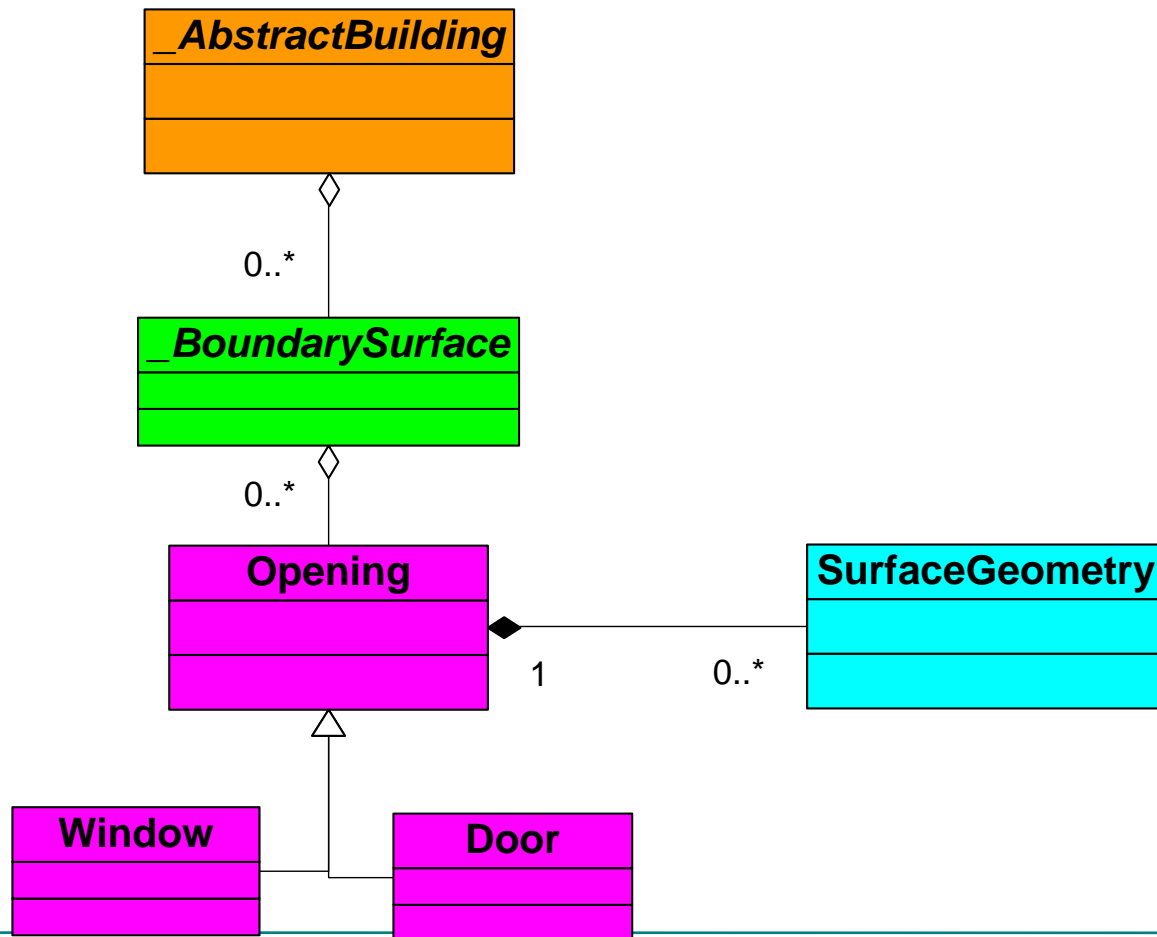 _AbstractBuilding
0..*
_BoundarySurface
0..*
Opening
SurfaceGeometry
1
0..*
Window
Door